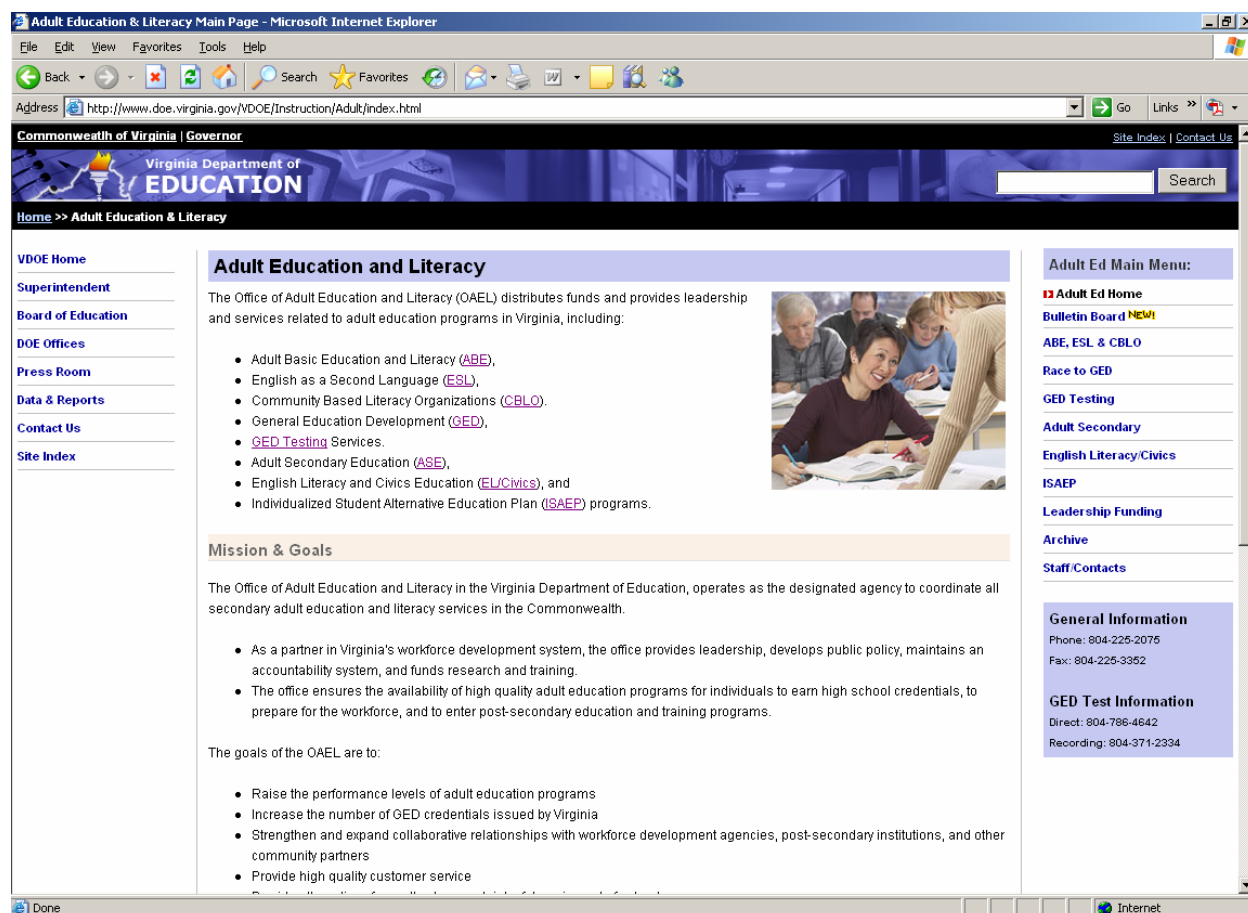 Adult Education & Literacy Main Page - Microsoft Internet Explorer
File Edit View Favorites Tools Help
Back Search Favorites
Address http://www.doe.virginia.gov/VDOE/Instruction/Adult/index.html Go Links »
Commonweatlh of Virginia | Governor Site Index | Contact Us
Virginia Department of
EDUCATION
Search
Home >> Adult Education & Literacy
VDOE Home
Superintendent
Board of Education
DOE Offices
Press Room
Data & Reports
Contact Us
Site Index
Adult Education and Literacy
The Office of Adult Education and Literacy (OAEL) distributes funds and provides leadership
and services related to adult education programs in Virginia, including:
• Adult Basic Education and Literacy (ABE),
• English as a Second Language (ESL),
• Community Based Literacy Organizations (CBLO).
• General Education Development (GED),
• GED Testing Services.
• Adult Secondary Education (ASE),
• English Literacy and Civics Education (EL/Civics), and
• Individualized Student Alternative Education Plan (ISAEP) programs.
Mission & Goals
The Office of Adult Education and Literacy in the Virginia Department of Education, operates as the designated agency to coordinate all
secondary adult education and literacy services in the Commonwealth.
• As a partner in Virginia's workforce development system, the office provides leadership, develops public policy, maintains an
accountability system, and funds research and training.
• The office ensures the availability of high quality adult education programs for individuals to earn high school credentials, to
prepare for the workforce, and to enter post-secondary education and training programs.
The goals of the OAEL are to:
• Raise the performance levels of adult education programs
• Increase the number of GED credentials issued by Virginia
• Strengthen and expand collaborative relationships with workforce development agencies, post-secondary institutions, and other
community partners
• Provide high quality customer service
Adult Ed Main Menu:
Adult Ed Home
Bulletin Board NEW!
ABE, ESL & CBLO
Race to GED
GED Testing
Adult Secondary
English Literacy/Civics
ISAEP
Leadership Funding
Archive
Staff/Contacts
General Information
Phone: 804-225-2075
Fax: 804-225-3352
GED Test Information
Direct: 804-786-4642
Recording: 804-371-2334
Done Internet